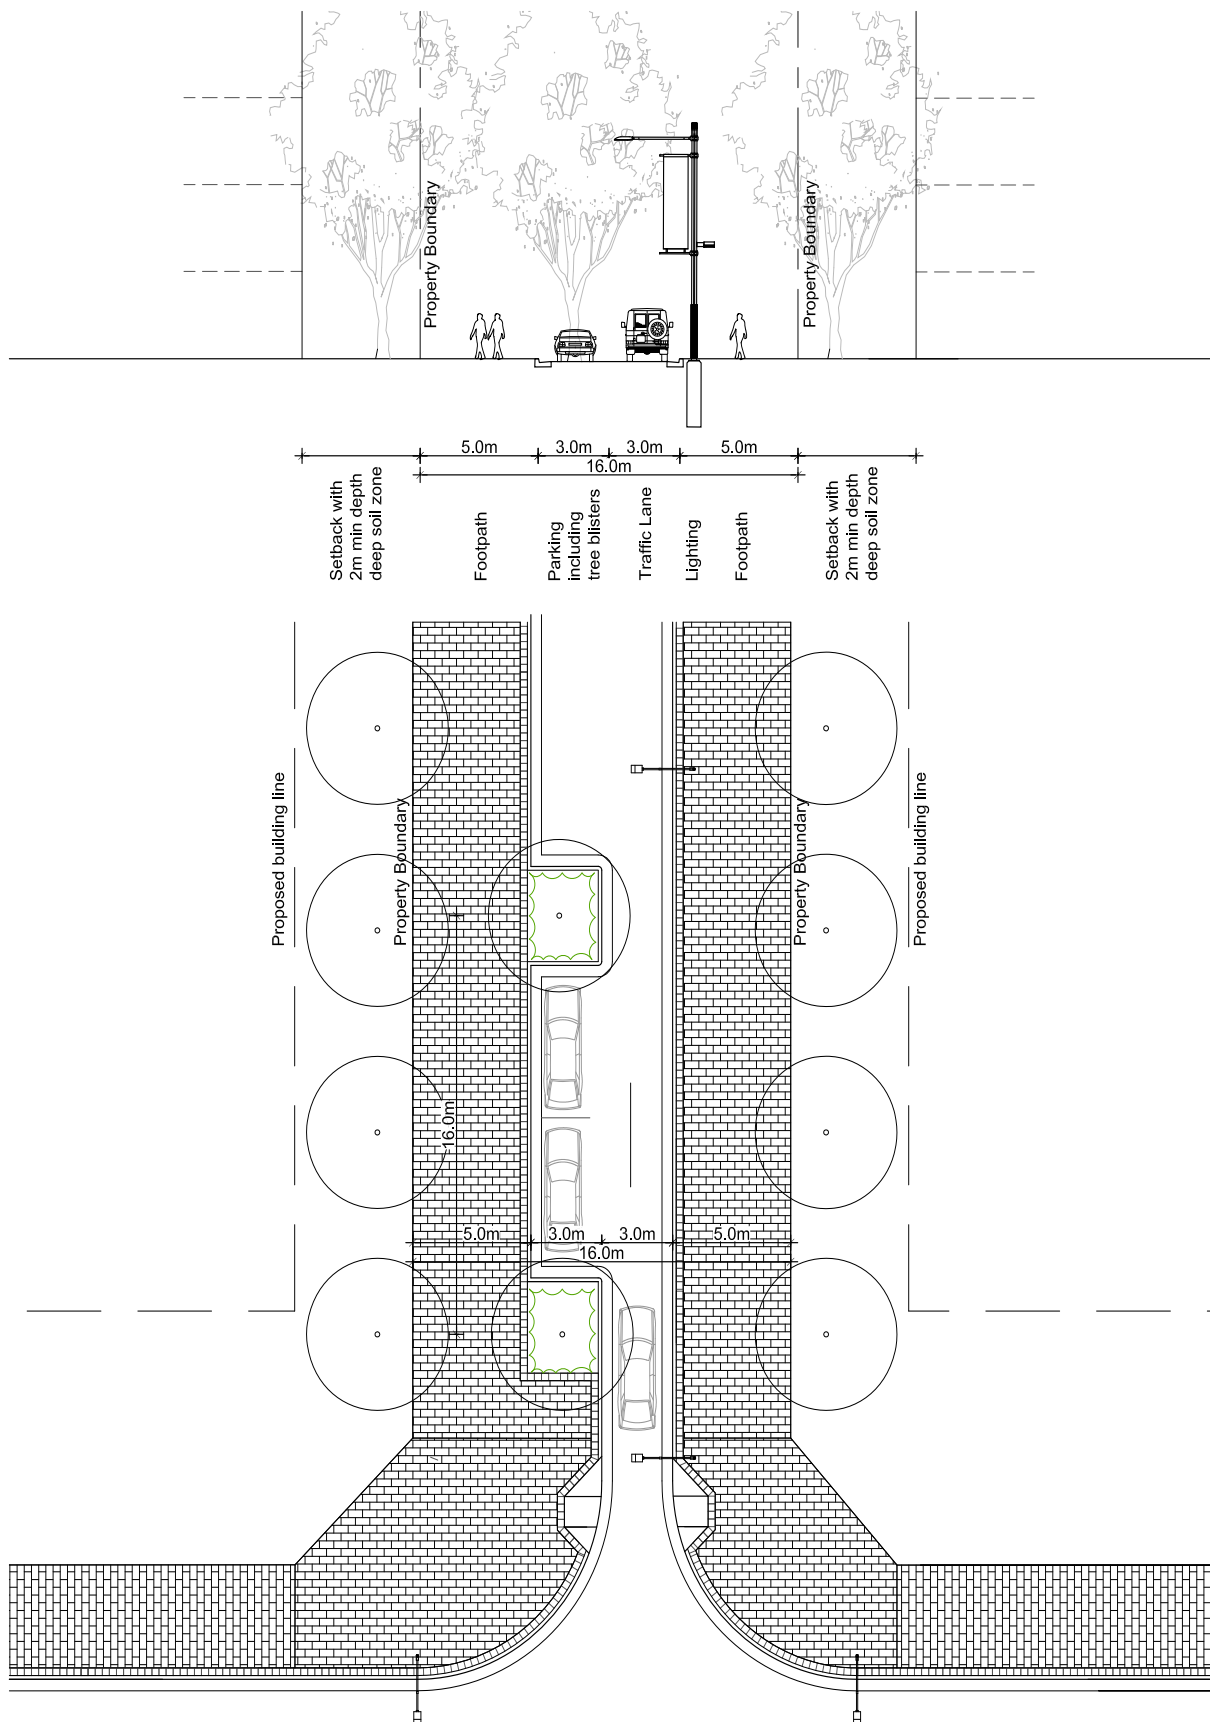 Property Boundary
Property Boundary
5.0m
3.0m
3.0m
5.0m
16.0m
Setback with
2m min depth
deep soil zone
Footpath
Parking
including
tree blisters
Traffic Lane
Lighting
Footpath
Setback with
2m min depth
deep soil zone
Proposed building line
Property Boundary
Property Boundary
Proposed building line
16.0m
5.0m
3.0m
3.0m
5.0m
16.0m